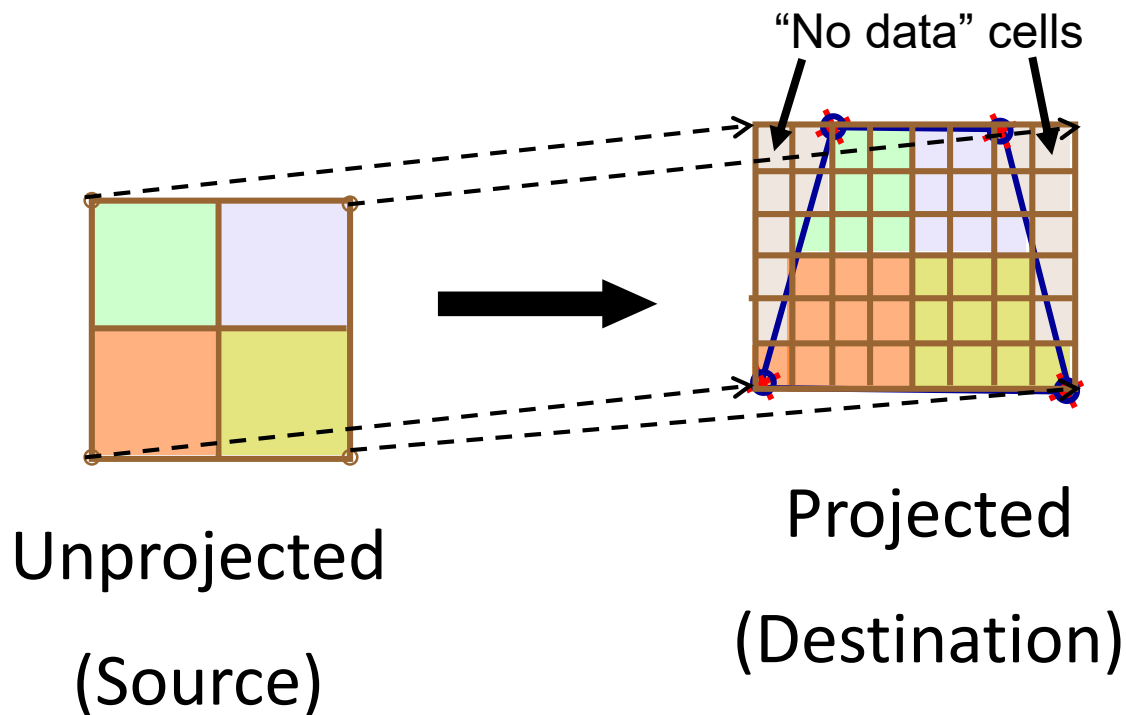 “No data” cells
Unprojected
(Source)
Projected
(Destination)